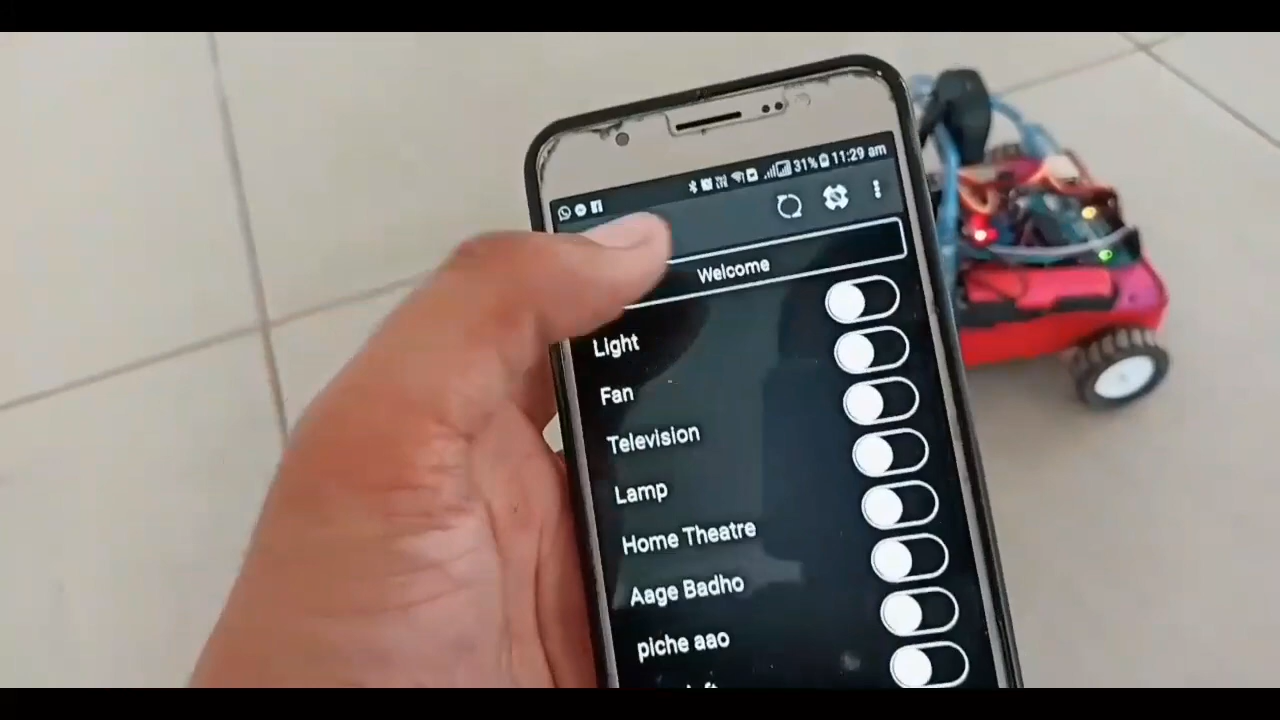 31% 11:29 am
Welcome
Light
Fan
Television
Lamp
Home Theatre
Aage Badho
piche aao